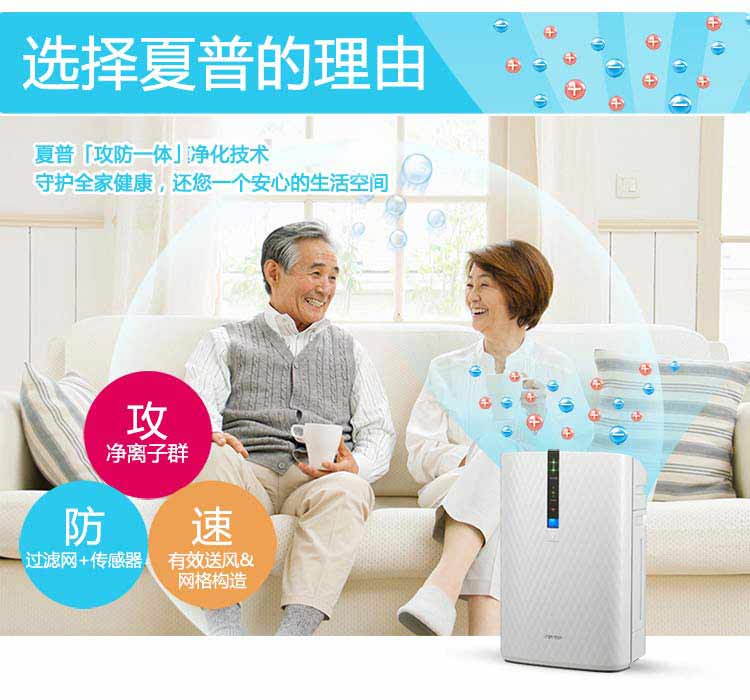 选择夏普的理由
夏普「攻防一体」净化技术
守护全家健康，还您一个安心的生活空间
攻
净离子群
防
过滤网+传感器
速
有效送风&
网格构造